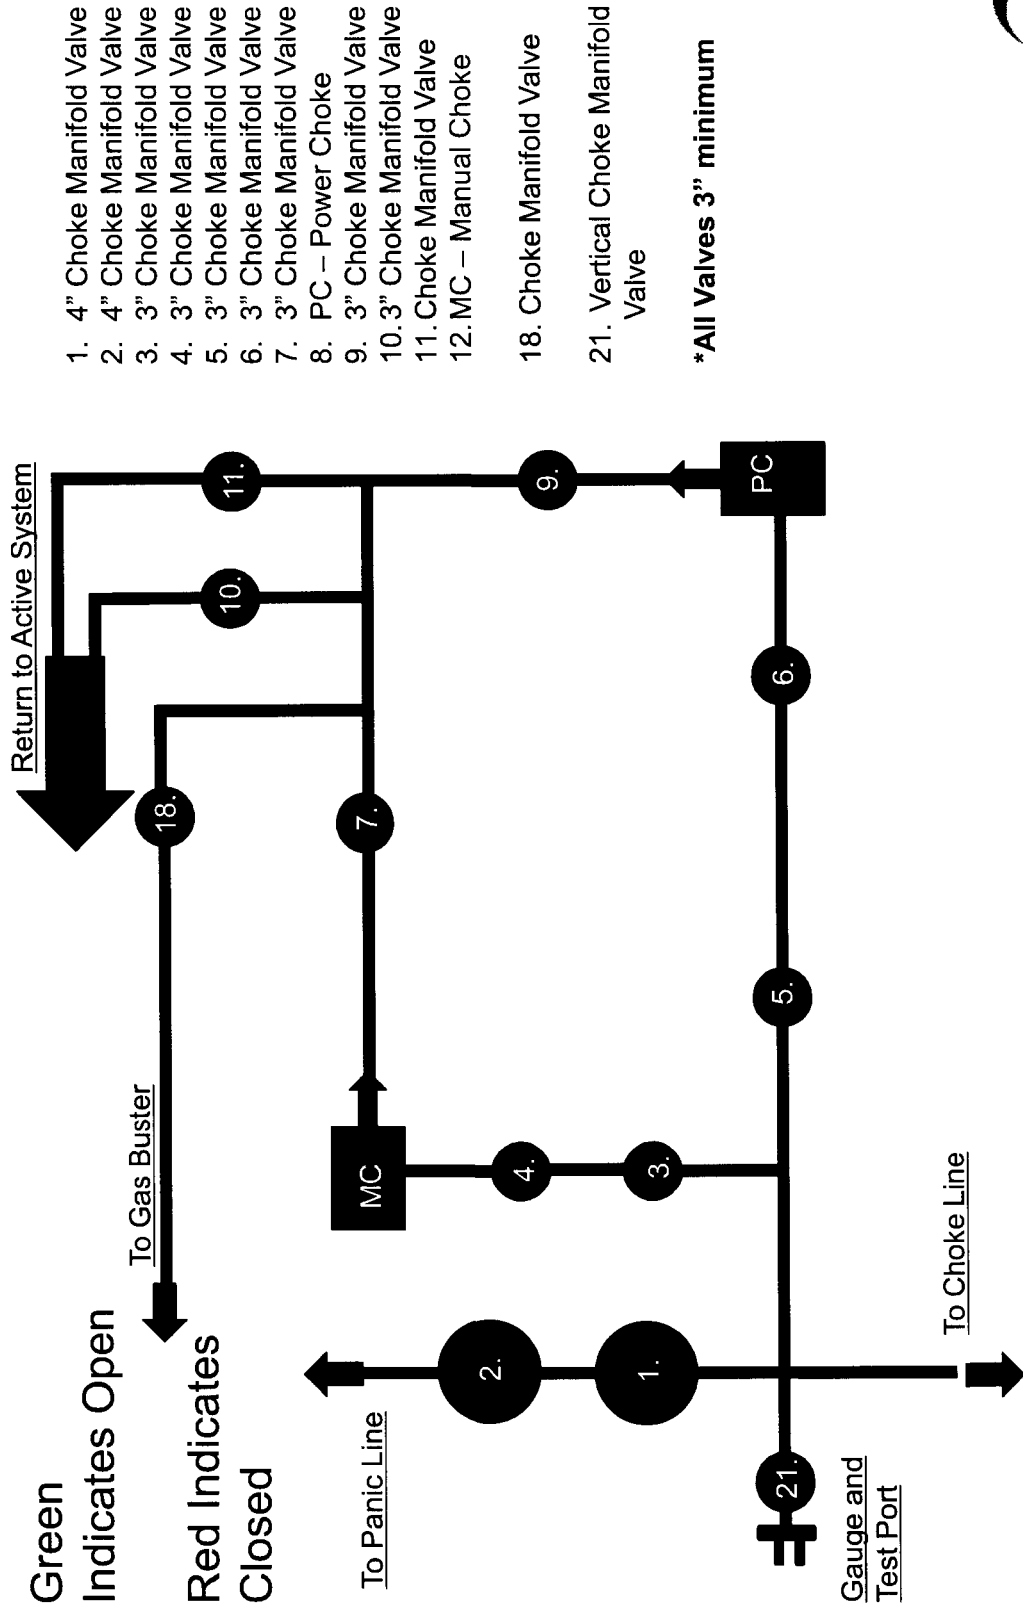 Green
Indicates Open
Red Indicates
Closed
To Gas Buster
Return to Active System
To Panic Line
Gauge and
Test Port
To Choke Line
18.
10.
11.
MC
7.
2.
4.
9.
1.
3.
21.
5.
6.
PC
1. 4” Choke Manifold Valve
2. 4” Choke Manifold Valve
3. 3” Choke Manifold Valve
4. 3” Choke Manifold Valve
5. 3” Choke Manifold Valve
6. 3” Choke Manifold Valve
7. 3” Choke Manifold Valve
8. PC – Power Choke
9. 3” Choke Manifold Valve
10.3” Choke Manifold Valve
11. Choke Manifold Valve
12. MC – Manual Choke
18. Choke Manifold Valve
21. Vertical Choke Manifold
Valve
*All Valves 3” minimum